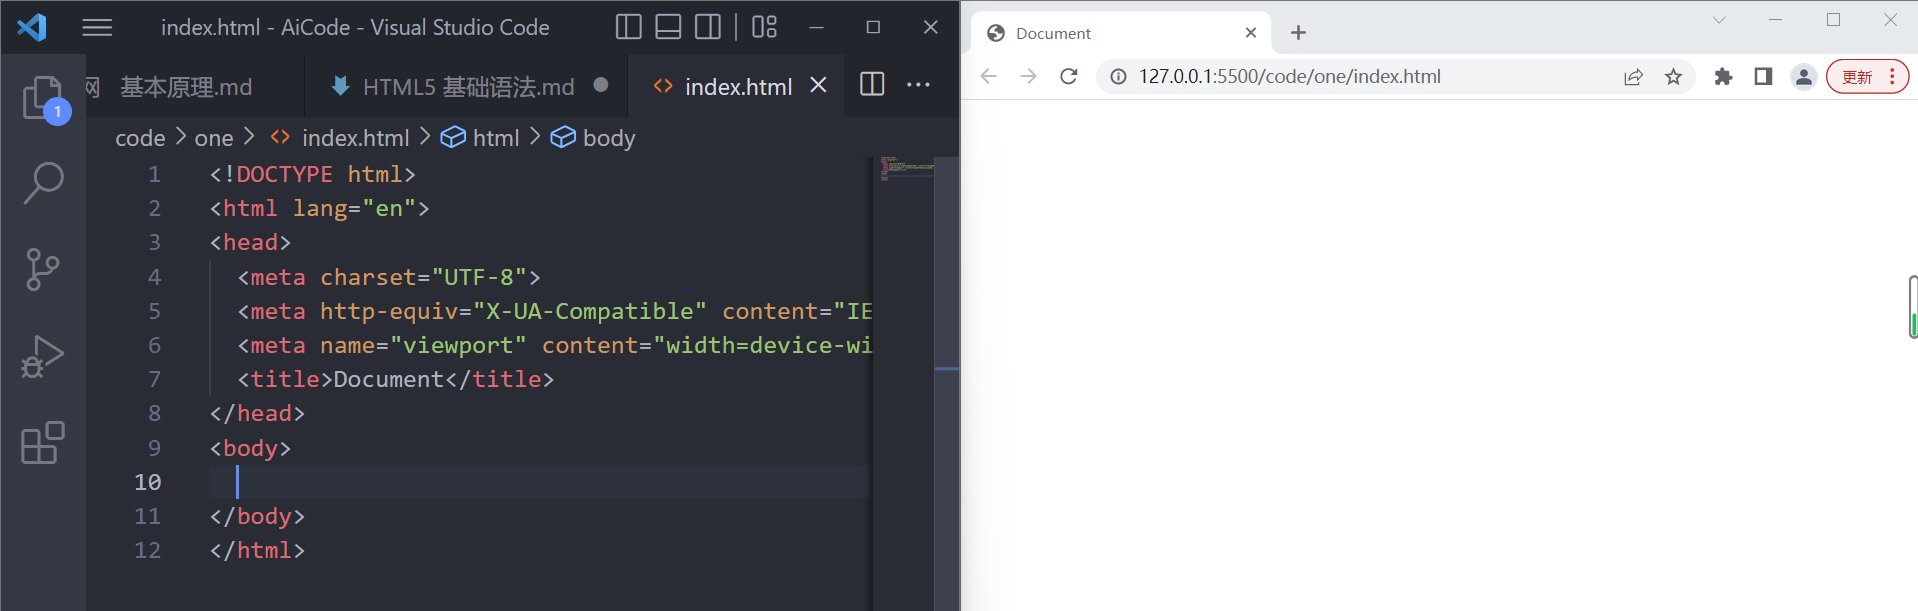 index.html - AiCode - Visual Studio Code
网 基本原理.md HTML5 基础语法.md index.html
1
code one index.html html body
1 <!DOCTYPE html>
2 <html lang="en">
3 <head>
4 <meta charset="UTF-8">
5 <meta http-equiv="X-UA-Compatible" content="IE
6 <meta name="viewport" content="width=device-wi
7 <title>Document</title>
8 </head>
9 <body>
10
11 </body>
12 </html>
Document
127.0.0.1:5500/code/one/index.html
更新